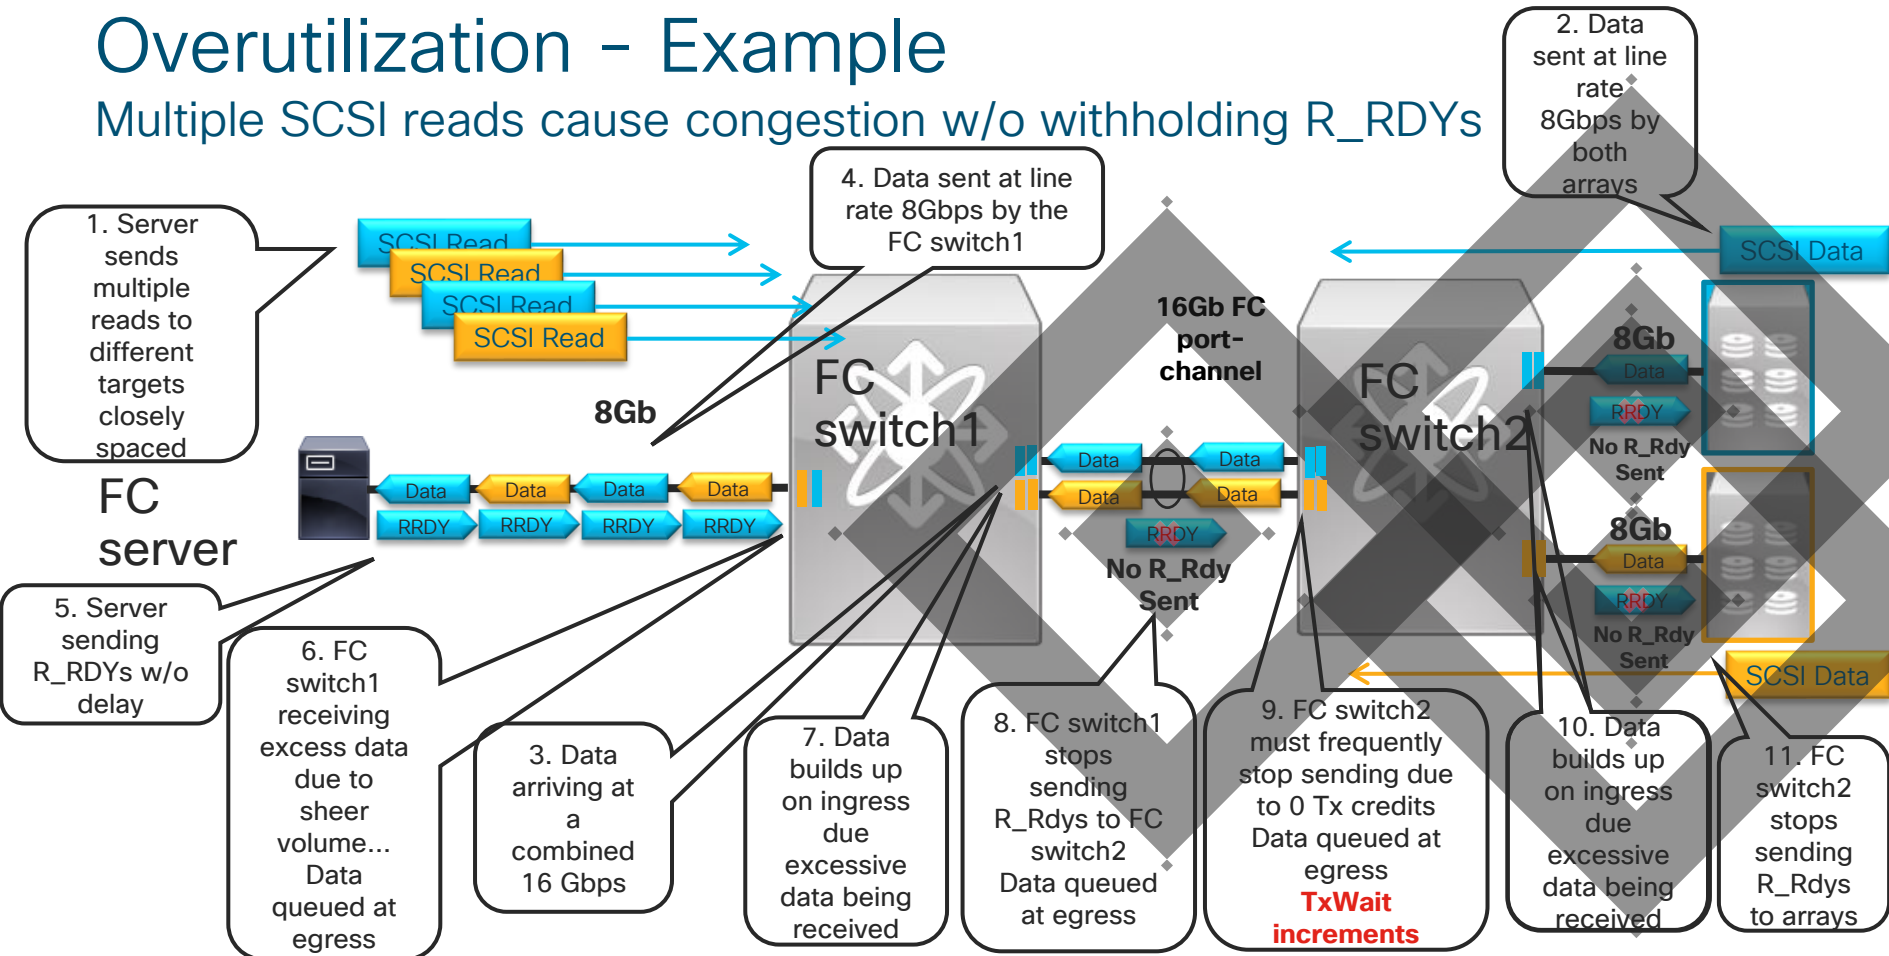 Overutilization - Example
Multiple SCSI reads cause congestion w/o withholding R_RDYs
2. Data
sent at line
rate
8Gbps by
both
arrays
4. Data sent at line
rate 8Gbps by the
FC switch1
1. Server
sends
multiple
reads to
different
targets
closely
spaced
SCSI Read
SCSI Read
SCSI Read
SCSI Read
SCSI Data
16Gb FC
port-
channel
8Gb
FC
switch1
FC
switch2
8Gb
Data
RRDY
No R_Rdy
Sent
FC
server
Data
Data
Data
Data
RRDY
RRDY
RRDY
RRDY
Data
Data
Data
Data
RRDY
No R_Rdy
Sent
8Gb
Data
RRDY
No R_Rdy
Sent
SCSI Data
5. Server
sending
R_RDYs w/o
delay
6. FC
switch1
receiving
excess data
due to
sheer
volume...
Data
queued at
egress
3. Data
arriving at
a
combined
16 Gbps
7. Data
builds up
on ingress
due
excessive
data being
received
8. FC switch1
stops
sending
R_Rdys to FC
switch2
Data queued
at egress
9. FC switch2
must frequently
stop sending due
to 0 Tx credits
Data queued at
egress
TxWait
increments
10. Data
builds up
on ingress
due
excessive
data being
received
11. FC
switch2
stops
sending
R_Rdys
to arrays